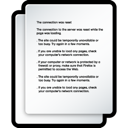 The connection was reset
The connection to the server was reset while the
page was loading.
The site could be temporarily unavailable or
too busy. Try again in a few moments.
If you are unable to load any pages, check
your computer's network connection.
If your computer or network is protected by a
firewall or proxy, make sure that Firefox is
permitted to access the Web.
The site could be temporarily unavailable or
too busy. Try again in a few moments.
If you are unable to load any pages, check
your computer's network connection.